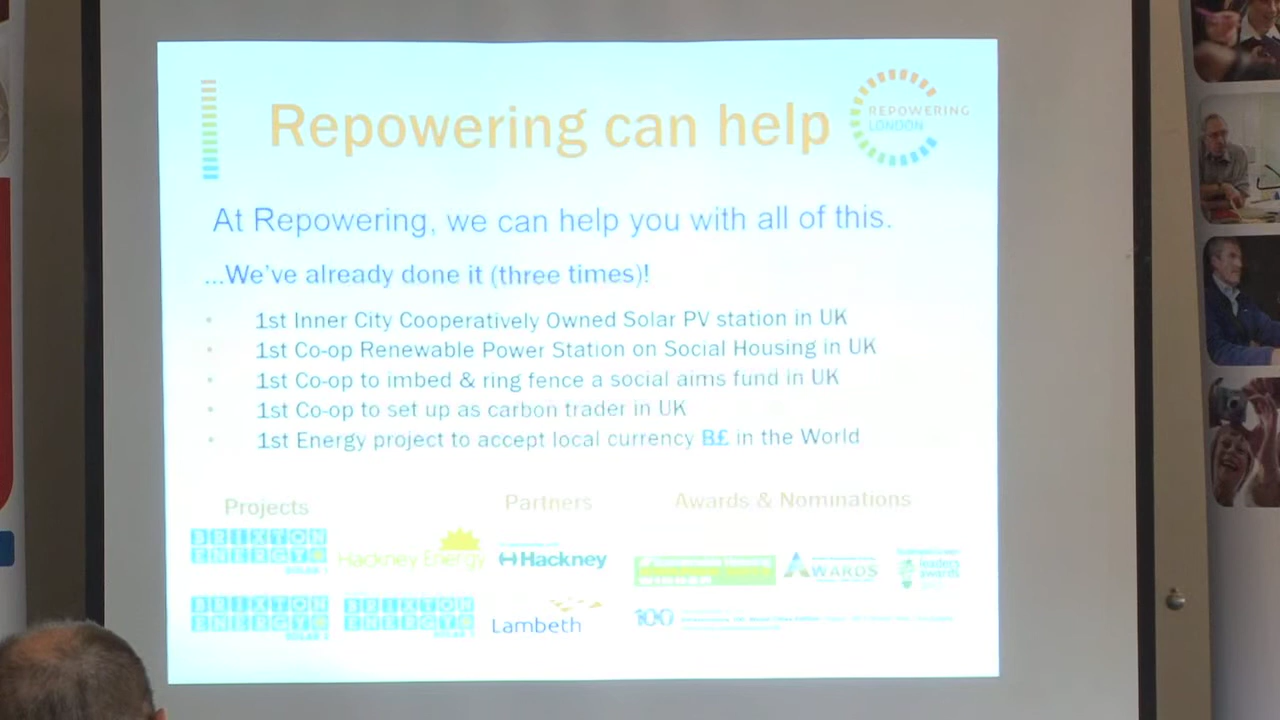 Repowering can help
REPOWERING
LONDON
At Repowering, we can help you with all of this.
...We've already done it (three times)!
• 1st Inner City Cooperatively Owned Solar PV station in UK
• 1st Co-op Renewable Power Station on Social Housing in UK
• 1st Co-op to imbed & ring fence a social aims fund in UK
• 1st Co-op to set up as carbon trader in UK
• 1st Energy project to accept local currency B£ in the World
Projects
Partners
Awards & Nominations
BRIXTON
ENERGY
SOLAR 1
Hackney Energy
Hackney
AWARDS
leaders
awards
BRIXTON
ENERGY
BRIXTON
ENERGY
Lambeth
100